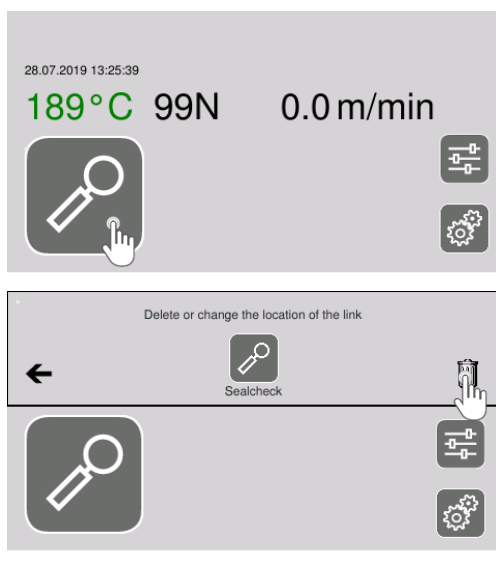 28.07.2019 13:25:39
189°C 99N 0.0 m/min
Delete or change the location of the link
Sealcheck